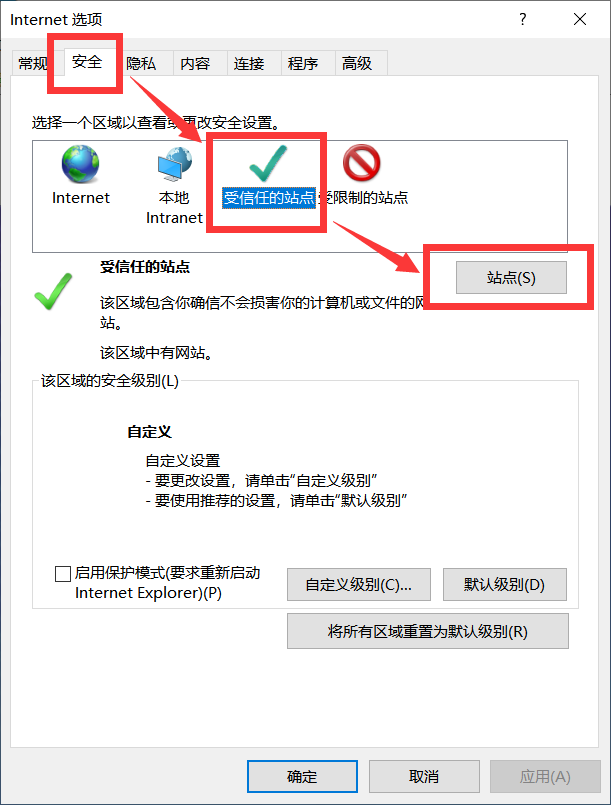 Internet 选项
?
常规
安全
隐私
内容
连接
程序
高级
选择一个区域以查看或更改安全设置。
Internet
本地
Intranet
受信任的站点
受限制的站点
受信任的站点
站点(S)
该区域包含你确信不会损害你的计算机或文件的网
站。
该区域中有网站。
该区域的安全级别(L)
自定义
自定义设置
- 要更改设置，请单击“自定义级别”
- 要使用推荐的设置，请单击“默认级别”
启用保护模式(要求重新启动
Internet Explorer)(P)
自定义级别(C)...
默认级别(D)
将所有区域重置为默认级别(R)
确定
取消
应用(A)